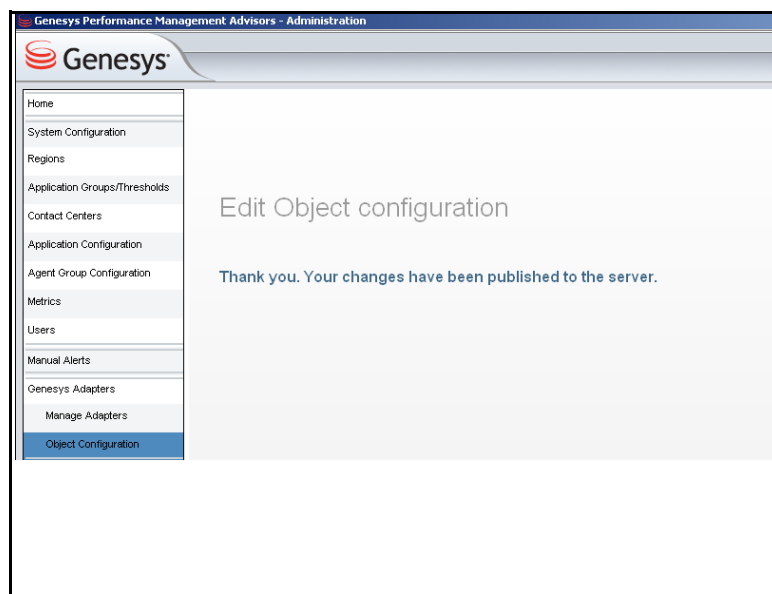 Genesys Performance Management Advisors - Administration
Genesys
Home
System Configuration
Regions
Application Groups/Thresholds
Contact Centers
Application Configuration
Agent Group Configuration
Metrics
Users
Manual Alerts
Genesys Adapters
Manage Adapters
Object Configuration
Edit Object configuration
Thank you. Your changes have been published to the server.